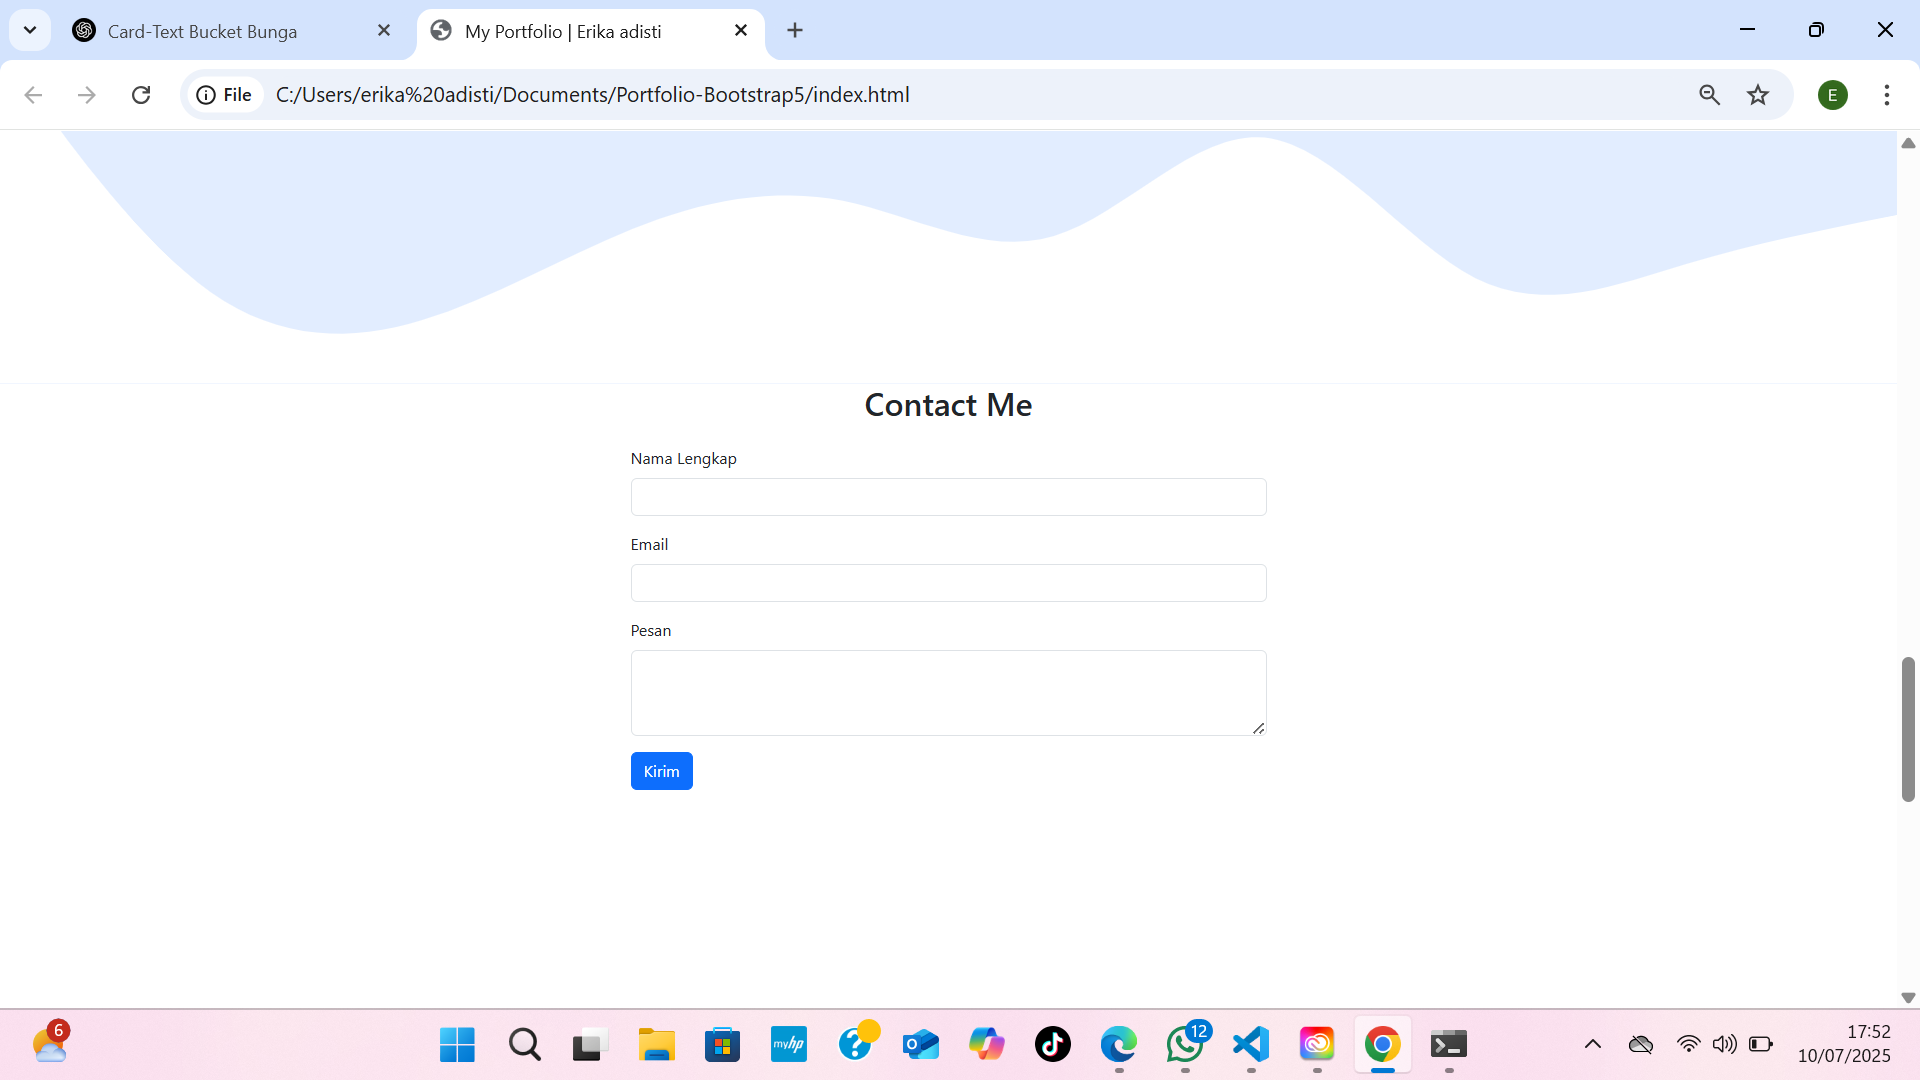 Card-Text Bucket Bunga
My Portfolio | Erika adisti
File
C:/Users/erika%20adisti/Documents/Portfolio-Bootstrap5/index.html
E
Contact Me
Nama Lengkap
Email
Pesan
Kirim
6
myhp
12
17:52
10/07/2025